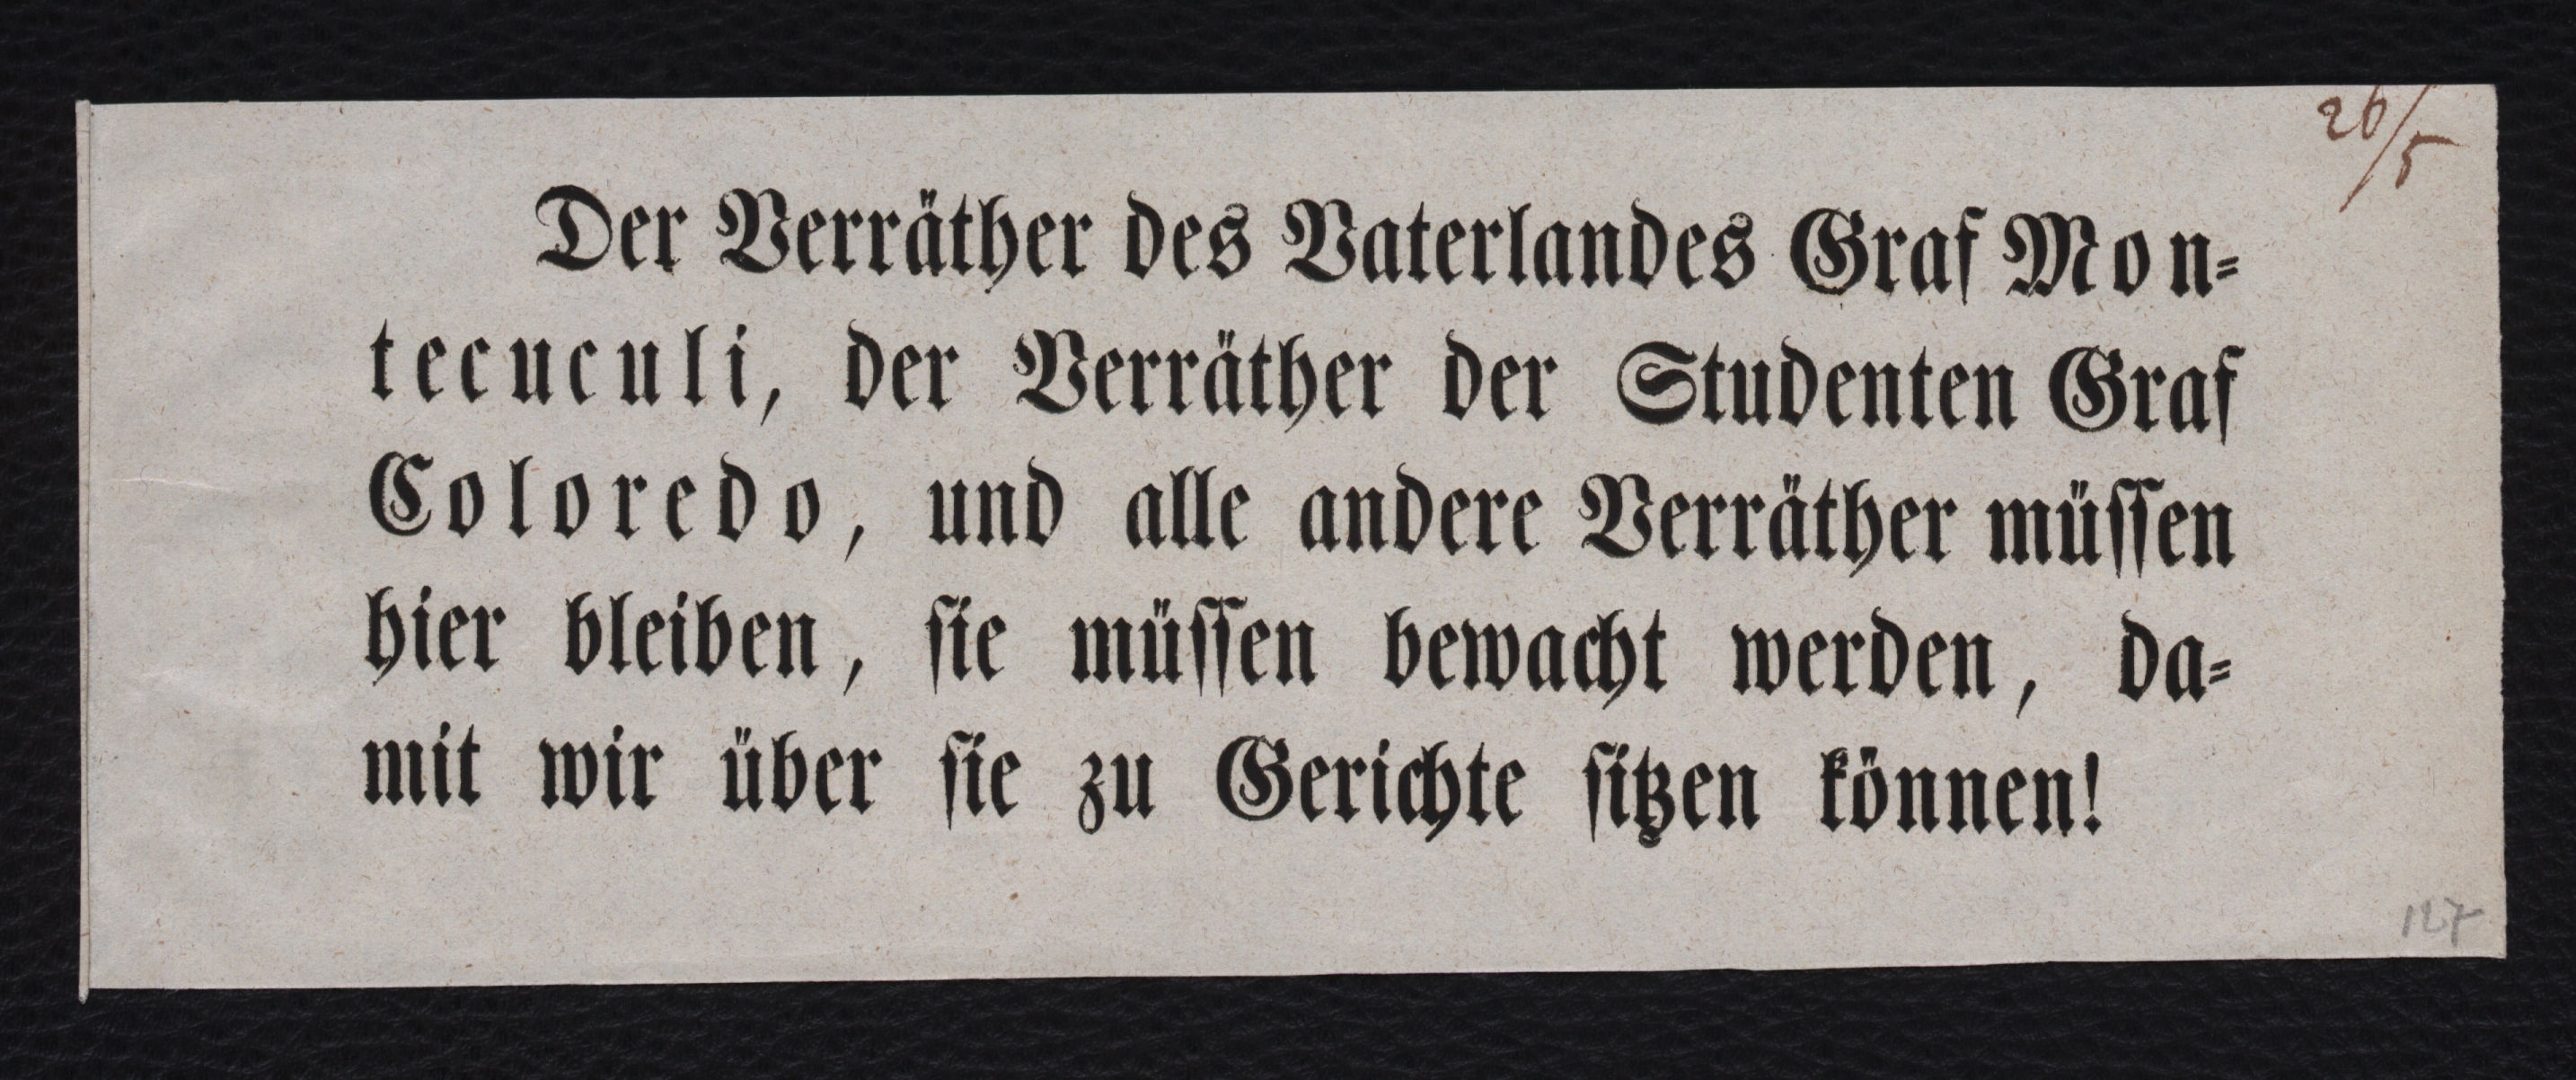 26/5
Der Verräther des Vaterlandes Graf Mon-
tecuculi, der Verräther der Studenten Graf
Coloredo, und alle andere Verräther müssen
hier bleiben, sie müssen bewacht werden, da-
mit wir über sie zu Gerichte sitzen können!
127